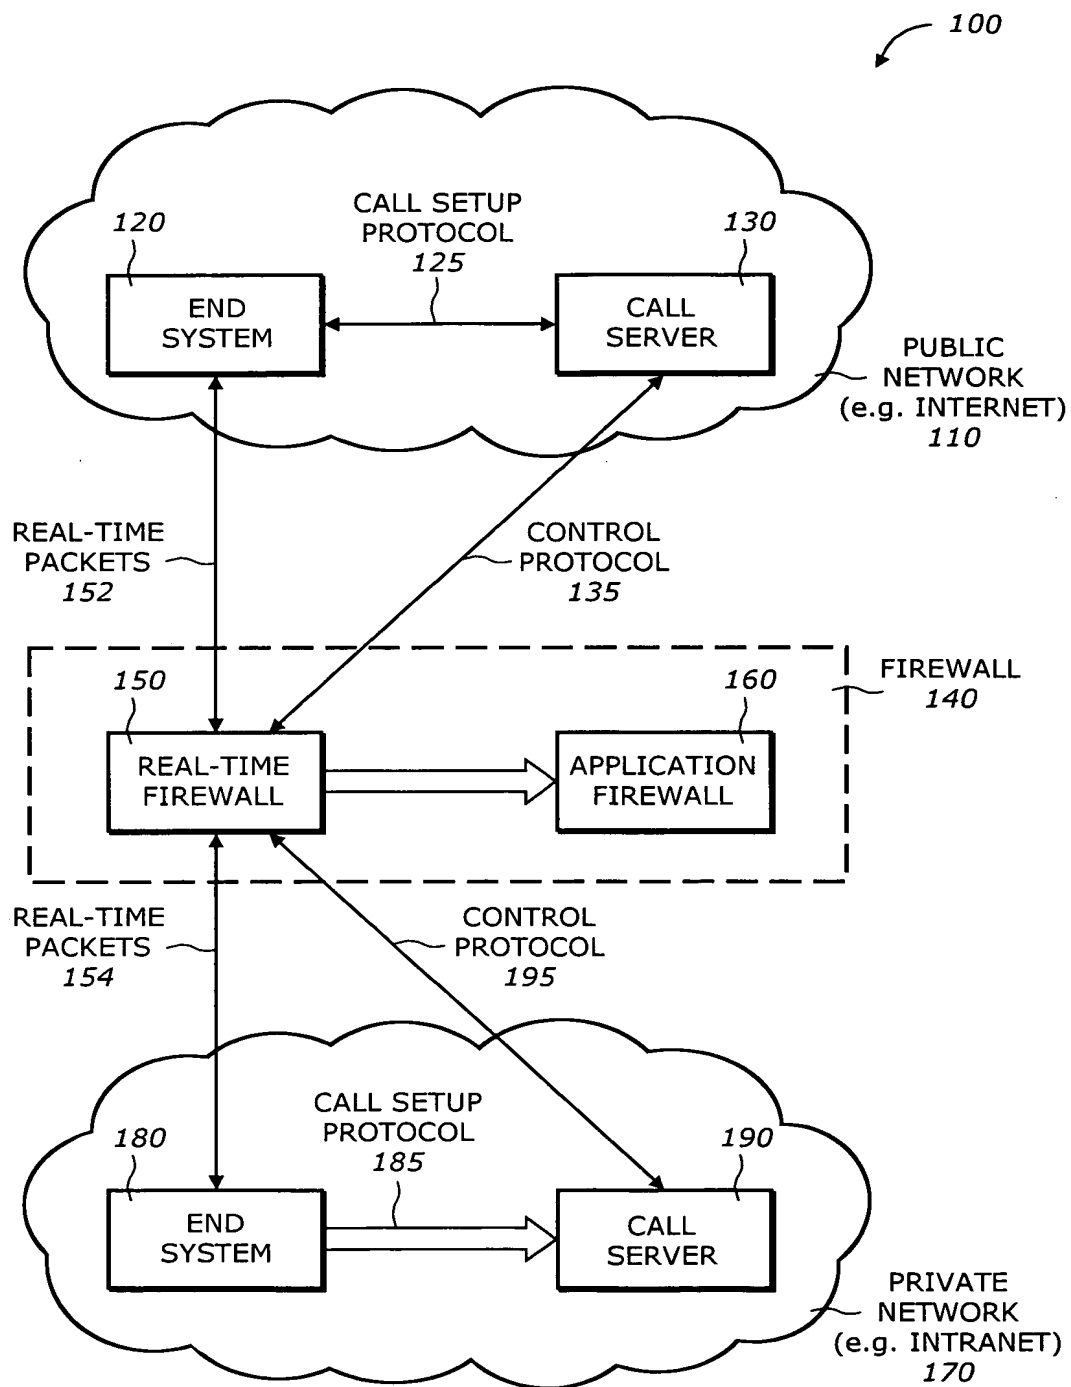 100
CALL SETUP
PROTOCOL
125
120
130
END
SYSTEM
CALL
SERVER
PUBLIC
NETWORK
(e.g. INTERNET)
110
REAL-TIME
PACKETS
152
CONTROL
PROTOCOL
135
150
160
FIREWALL
140
REAL-TIME
FIREWALL
APPLICATION
FIREWALL
REAL-TIME
PACKETS
154
CONTROL
PROTOCOL
195
CALL SETUP
PROTOCOL
185
180
190
END
SYSTEM
CALL
SERVER
PRIVATE
NETWORK
(e.g. INTRANET)
170